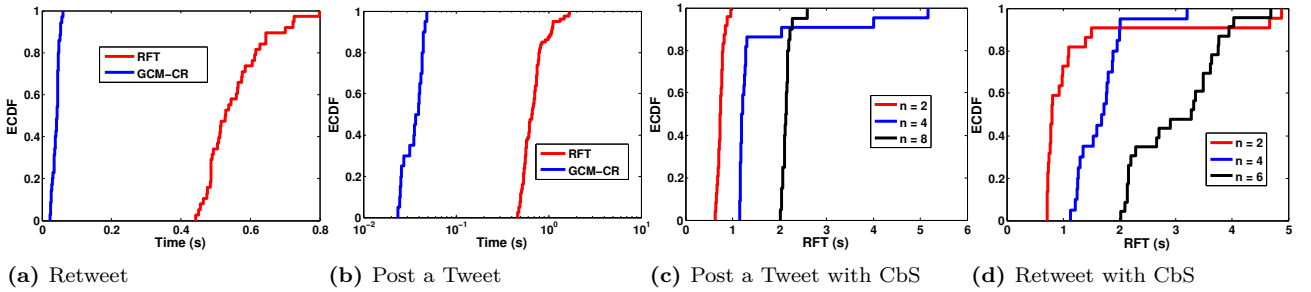 ECDF
1
0.8
0.6
0.4
0.2
0
0 0.2 0.4 0.6 0.8
Time (s)
RFT
GCM-CR
(a) Retweet
ECDF
1
0.8
0.6
0.4
0.2
0
10⁻² 10⁻¹ 10⁰ 10¹
Time (s)
RFT
GCM-CR
(b) Post a Tweet
ECDF
1
0.8
0.6
0.4
0.2
0
0 1 2 3 4 5 6
RFT (s)
n = 2
n = 4
n = 8
(c) Post a Tweet with CbS
ECDF
1
0.8
0.6
0.4
0.2
0
0 1 2 3 4 5
RFT (s)
n = 2
n = 4
n = 6
(d) Retweet with CbS